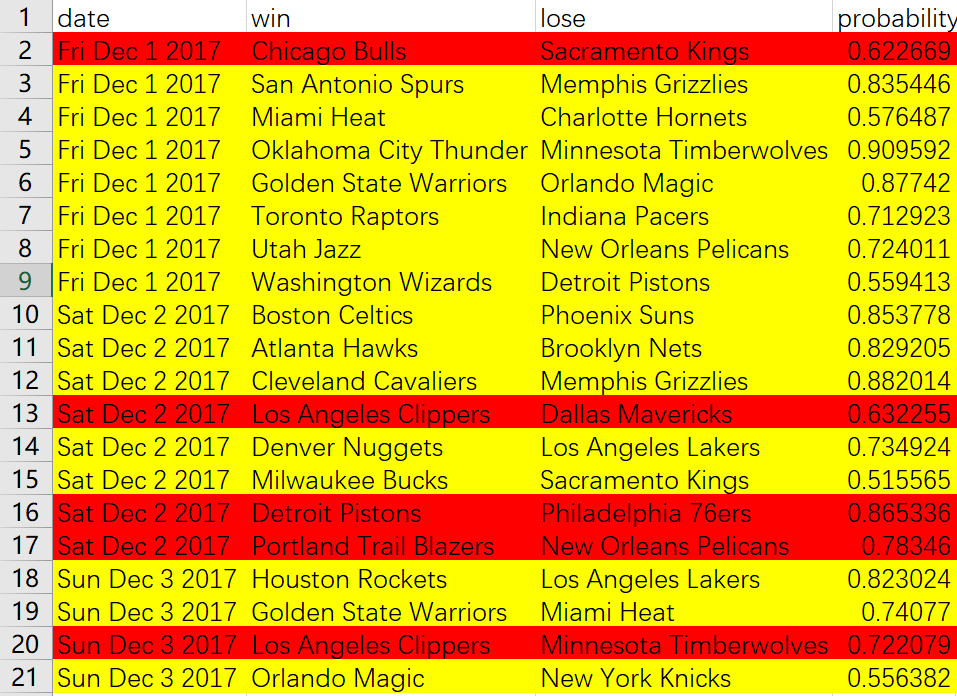 1 date win lose probability
2 Fri Dec 1 2017 Chicago Bulls Sacramento Kings 0.622669
3 Fri Dec 1 2017 San Antonio Spurs Memphis Grizzlies 0.835446
4 Fri Dec 1 2017 Miami Heat Charlotte Hornets 0.576487
5 Fri Dec 1 2017 Oklahoma City Thunder Minnesota Timberwolves 0.909592
6 Fri Dec 1 2017 Golden State Warriors Orlando Magic 0.87742
7 Fri Dec 1 2017 Toronto Raptors Indiana Pacers 0.712923
8 Fri Dec 1 2017 Utah Jazz New Orleans Pelicans 0.724011
9 Fri Dec 1 2017 Washington Wizards Detroit Pistons 0.559413
10 Sat Dec 2 2017 Boston Celtics Phoenix Suns 0.853778
11 Sat Dec 2 2017 Atlanta Hawks Brooklyn Nets 0.829205
12 Sat Dec 2 2017 Cleveland Cavaliers Memphis Grizzlies 0.882014
13 Sat Dec 2 2017 Los Angeles Clippers Dallas Mavericks 0.632255
14 Sat Dec 2 2017 Denver Nuggets Los Angeles Lakers 0.734924
15 Sat Dec 2 2017 Milwaukee Bucks Sacramento Kings 0.515565
16 Sat Dec 2 2017 Detroit Pistons Philadelphia 76ers 0.865336
17 Sat Dec 2 2017 Portland Trail Blazers New Orleans Pelicans 0.78346
18 Sun Dec 3 2017 Houston Rockets Los Angeles Lakers 0.823024
19 Sun Dec 3 2017 Golden State Warriors Miami Heat 0.74077
20 Sun Dec 3 2017 Los Angeles Clippers Minnesota Timberwolves 0.722079
21 Sun Dec 3 2017 Orlando Magic New York Knicks 0.556382